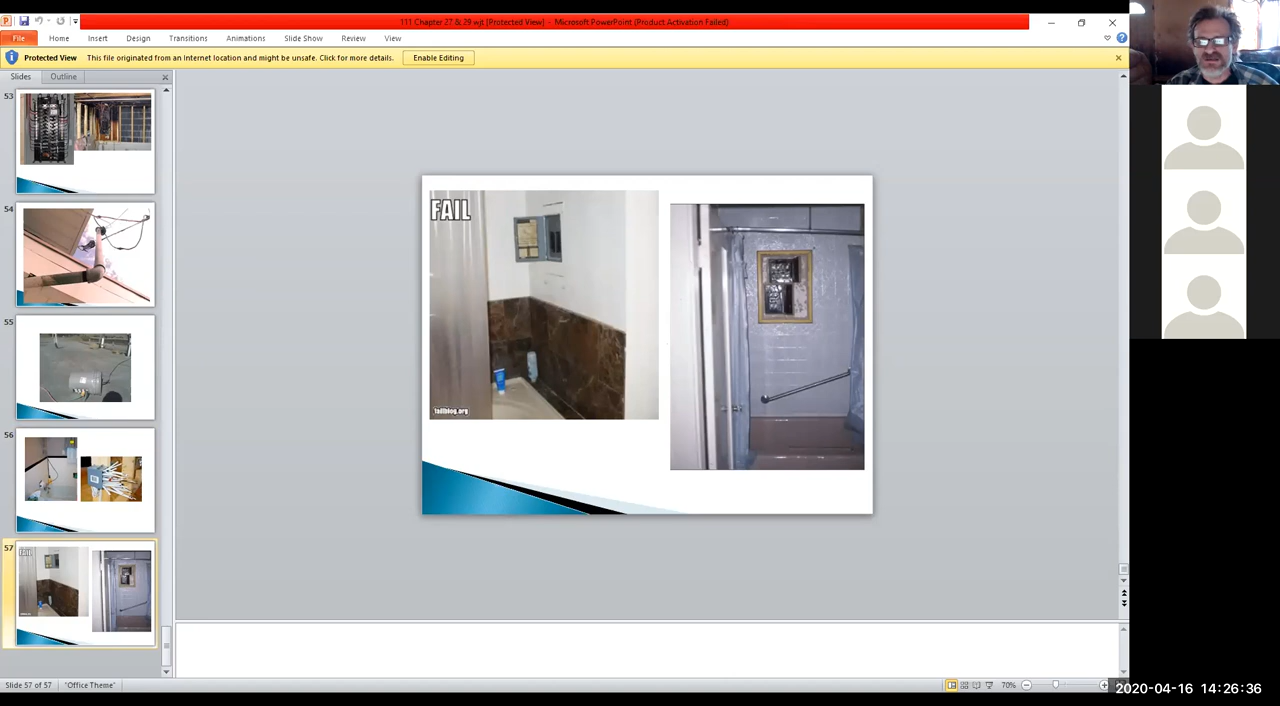 111 Chapter 27 & 29 wjt [Protected View] - Microsoft PowerPoint (Product Activation Failed)
File Home Insert Design Transitions Animations Slide Show Review View
Protected View This file originated from an Internet location and might be unsafe. Click for more details. Enable Editing
Slides Outline
53
54
55
56
57
FAIL
FAIL
failblog.org
Slide 57 of 57 "Office Theme" 70%
2020-04-16 14:26:36